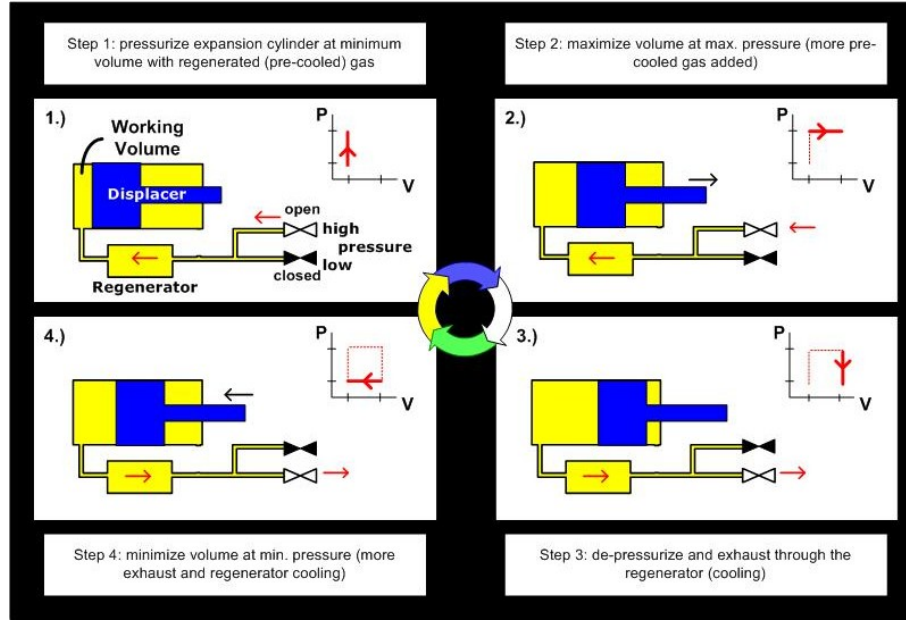 Step 1: pressurize expansion cylinder at minimum
volume with regenerated (pre-cooled) gas
Step 2: maximize volume at max. pressure (more pre-
cooled gas added)
1.)
Working
Volume
Displacer
P
V
open
high
pressure
low
closed
Regenerator
2.)
P
V
4.)
P
V
3.)
P
V
Step 4: minimize volume at min. pressure (more
exhaust and regenerator cooling)
Step 3: de-pressurize and exhaust through the
regenerator (cooling)